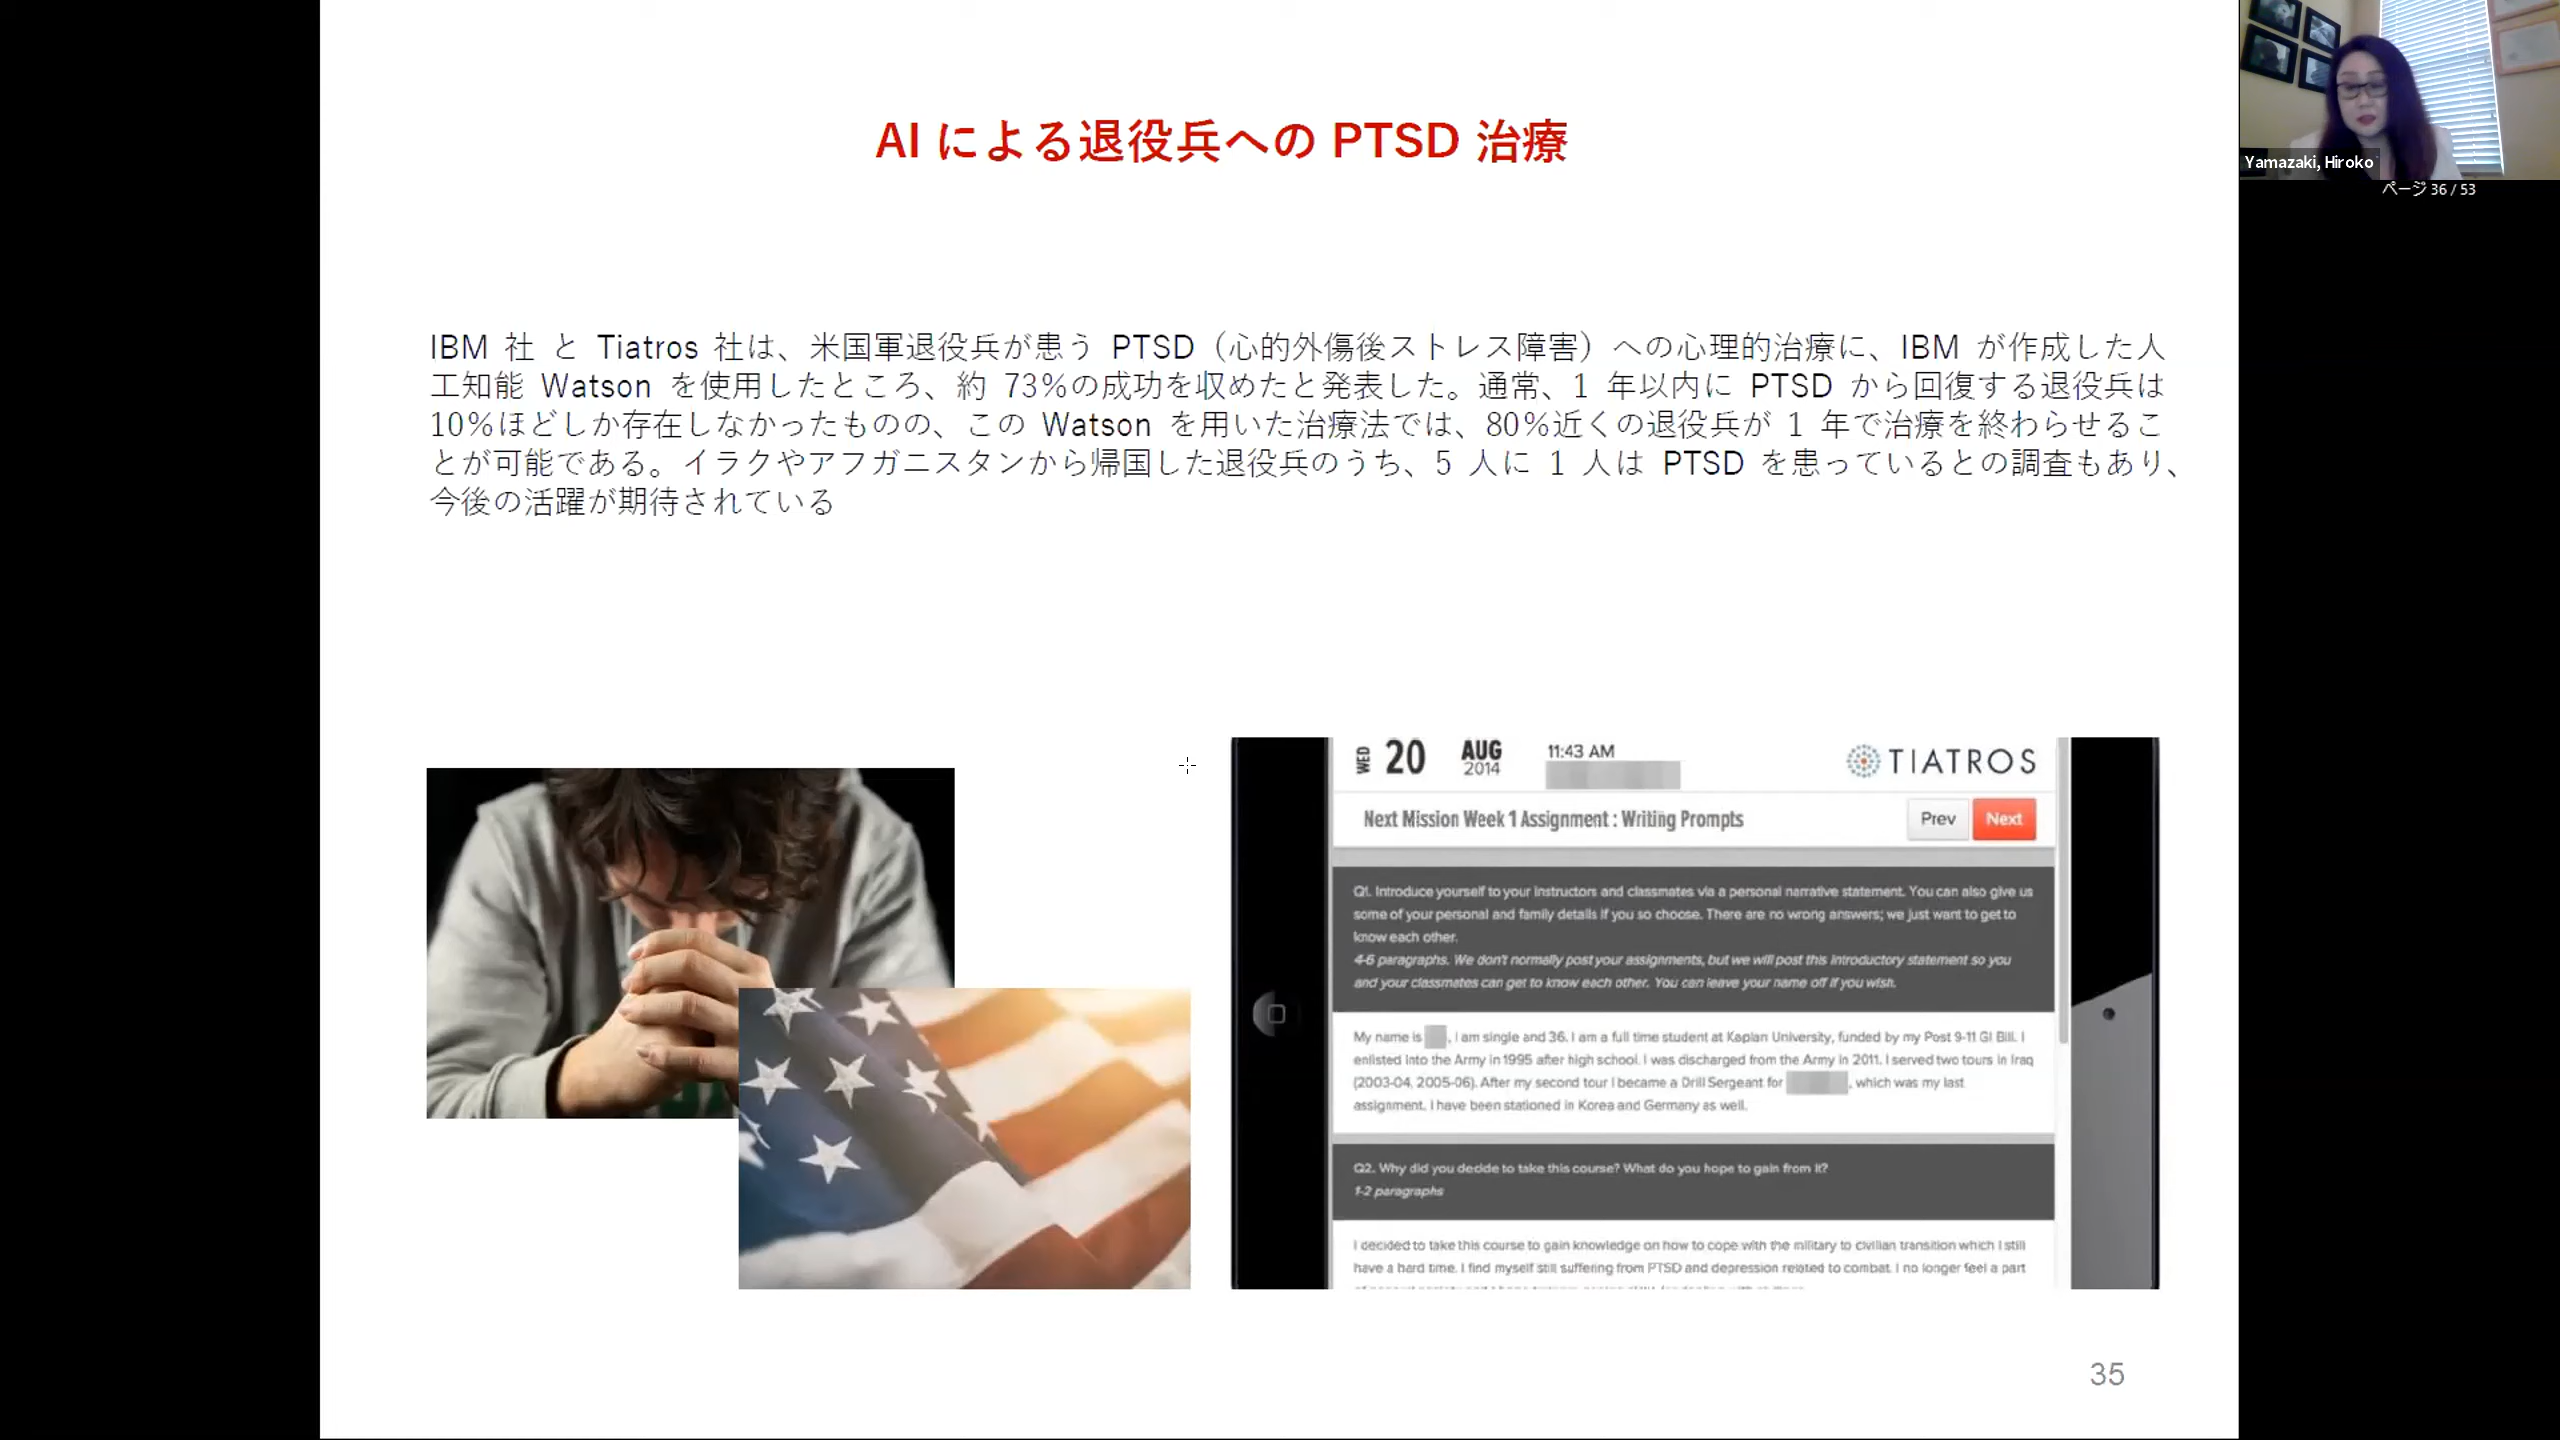 AI による退役兵への PTSD 治療
Yamazaki, Hiroko
ページ 36 / 53
IBM 社 と Tiatros 社は、米国軍退役兵が患う PTSD（心的外傷後ストレス障害）への心理的治療に、IBM が作成した人
工知能 Watson を使用したところ、約 73%の成功を収めたと発表した。通常、1 年以内に PTSD から回復する退役兵は
10%ほどしか存在しなかったものの、この Watson を用いた治療法では、80%近くの退役兵が 1 年で治療を終わらせるこ
とが可能である。イラクやアフガニスタンから帰国した退役兵のうち、5 人に 1 人は PTSD を患っているとの調査もあり、
今後の活躍が期待されている
WED 20 AUG 2014 11:43 AM
TIATROS
Next Mission Week 1 Assignment : Writing Prompts
Prev Next
Q1. Introduce yourself to your instructors and classmates via a personal narrative statement. You can also give us
some of your personal and family details if you so choose. There are no wrong answers; we just want to get to
know each other.
4-6 paragraphs. We don't normally post your assignments, but we will post this introductory statement so you
and your classmates can get to know each other. You can leave your name off if you wish.
My name is , I am single and 36. I am a full time student at Kaplan University, funded by my Post 9-11 GI Bill. I
enlisted into the Army in 1995 after high school. I was discharged from the Army in 2011. I served two tours in Iraq
(2003-04, 2005-06). After my second tour I became a Drill Sergeant for , which was my last
assignment. I have been stationed in Korea and Germany as well.
Q2. Why did you decide to take this course? What do you hope to gain from it?
1-2 paragraphs
I decided to take this course to gain knowledge on how to cope with the military to civilian transition which I still
have a hard time. I find myself still suffering from PTSD and depression related to combat. I no longer feel a part
35